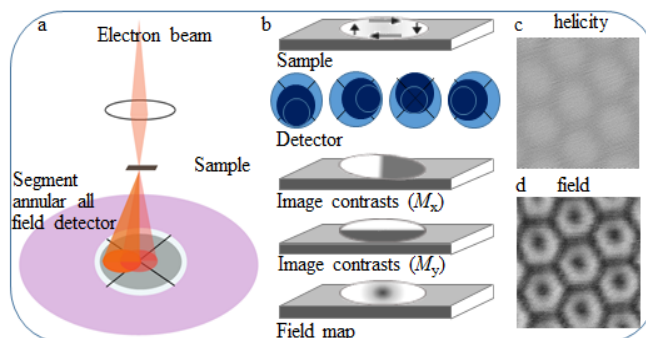 a
Electron beam
Sample
Segment
annular all
field detector
b
Sample
Detector
Image contrasts (Mx)
Image contrasts (My)
Field map
c
helicity
d
field